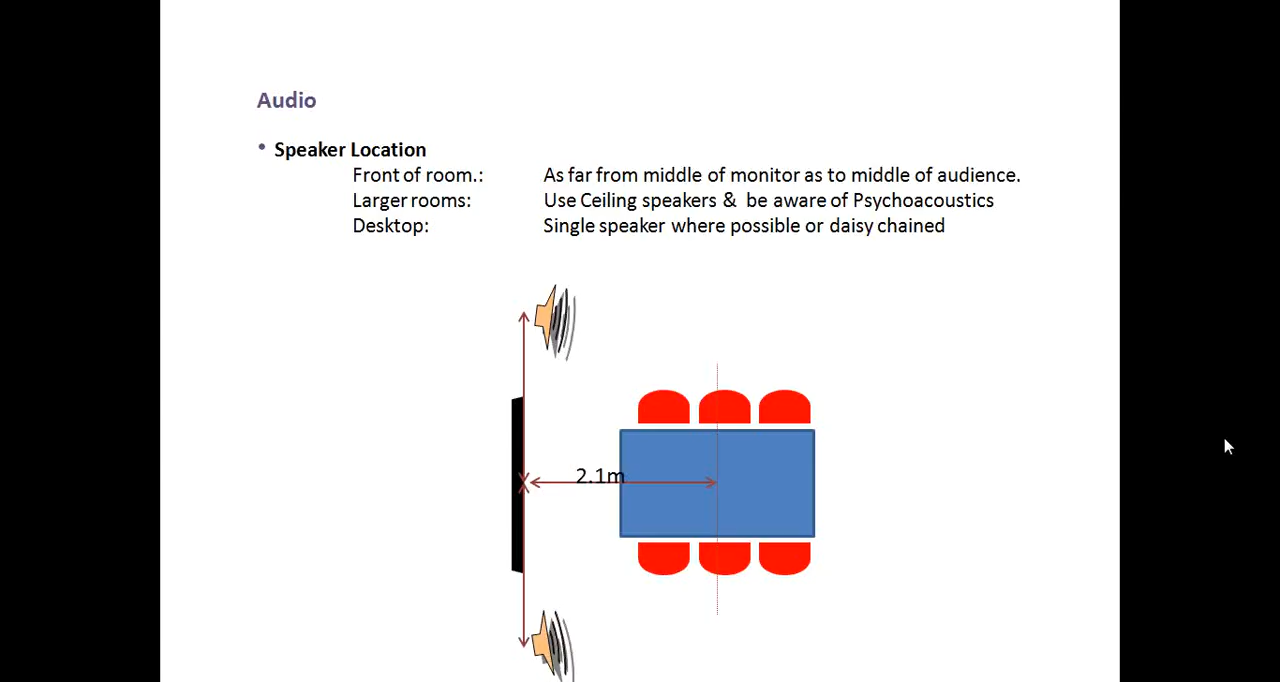 Audio
• Speaker Location
Front of room.: As far from middle of monitor as to middle of audience.
Larger rooms: Use Ceiling speakers & be aware of Psychoacoustics
Desktop: Single speaker where possible or daisy chained
2.1m